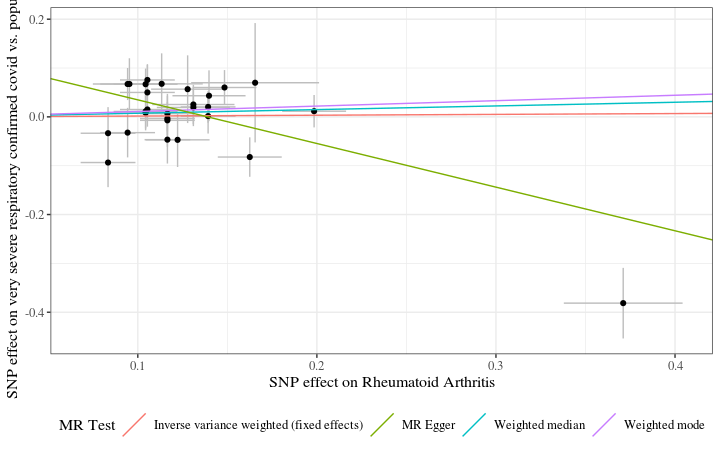 SNP effect on very severe respiratory confirmed covid vs.
0.2
0.0
-0.2
-0.4
0.1
0.2
0.3
0.4
SNP effect on Rheumatoid Arthritis
MR Test
Inverse variance weighted (fixed effects)
MR Egger
Weighted median
Weighted mode